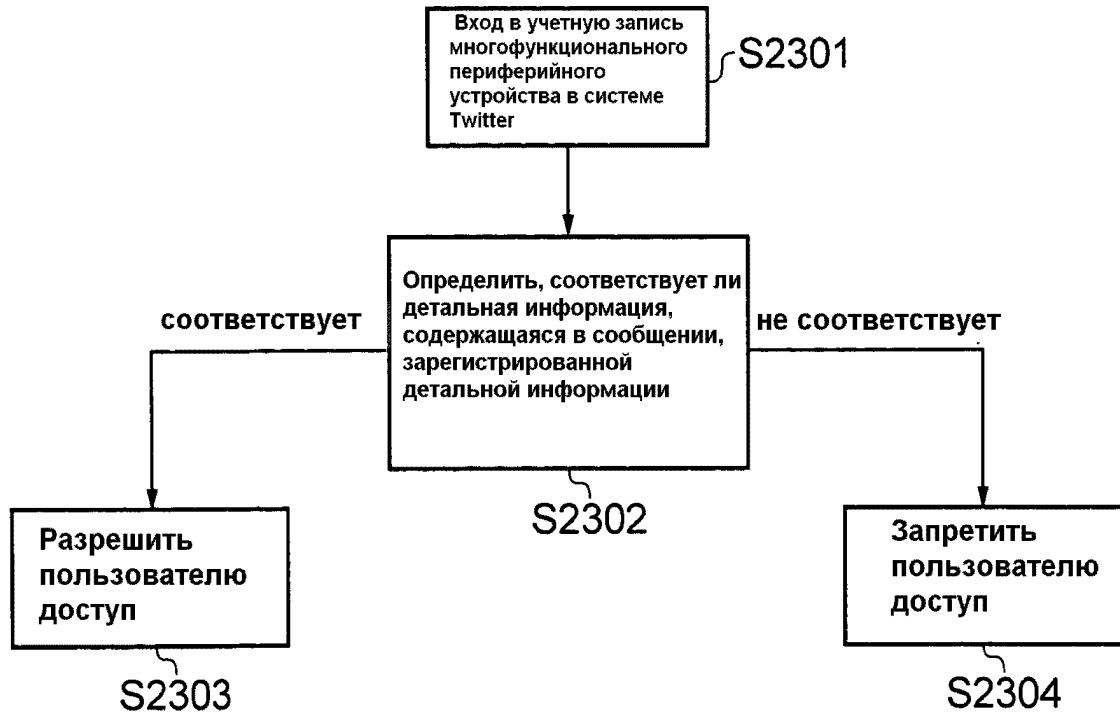 Вход в учетную запись
многофункционального
периферийного
устройства в системе
Twitter
S2301
Определить, соответствует ли
детальная информация,
содержащаяся в сообщении,
зарегистрированной
детальной информации
соответствует
не соответствует
S2302
Разрешить
пользователю
доступ
Запретить
пользователю
доступ
S2303
S2304